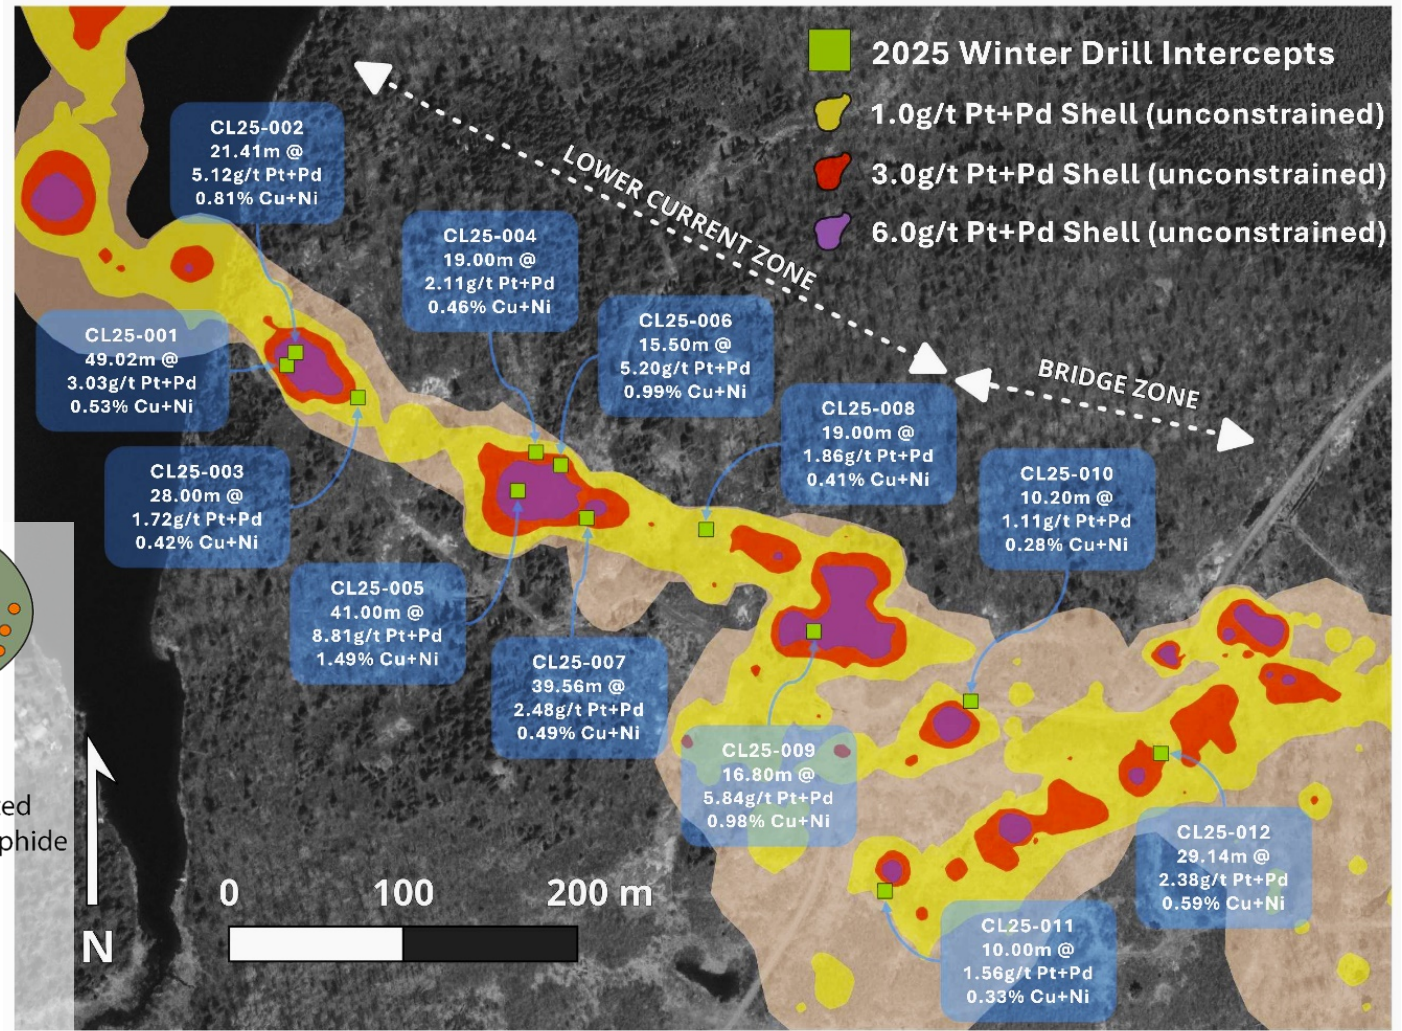 2025 Winter Drill Intercepts
1.0g/t Pt+Pd Shell (unconstrained)
3.0g/t Pt+Pd Shell (unconstrained)
6.0g/t Pt+Pd Shell (unconstrained)
LOWER CURRENT ZONE
BRIDGE ZONE
CL25-002
21.41m @
5.12g/t Pt+Pd
0.81% Cu+Ni
CL25-004
19.00m @
2.11g/t Pt+Pd
0.46% Cu+Ni
CL25-006
15.50m @
5.20g/t Pt+Pd
0.99% Cu+Ni
CL25-001
49.02m @
3.03g/t Pt+Pd
0.53% Cu+Ni
CL25-008
19.00m @
1.86g/t Pt+Pd
0.41% Cu+Ni
CL25-003
28.00m @
1.72g/t Pt+Pd
0.42% Cu+Ni
CL25-010
10.20m @
1.11g/t Pt+Pd
0.28% Cu+Ni
CL25-005
41.00m @
8.81g/t Pt+Pd
1.49% Cu+Ni
CL25-007
39.56m @
2.48g/t Pt+Pd
0.49% Cu+Ni
CL25-009
16.80m @
5.84g/t Pt+Pd
0.98% Cu+Ni
CL25-012
29.14m @
2.38g/t Pt+Pd
0.59% Cu+Ni
CL25-011
10.00m @
1.56g/t Pt+Pd
0.33% Cu+Ni
ted
phide
0 100 200 m
N